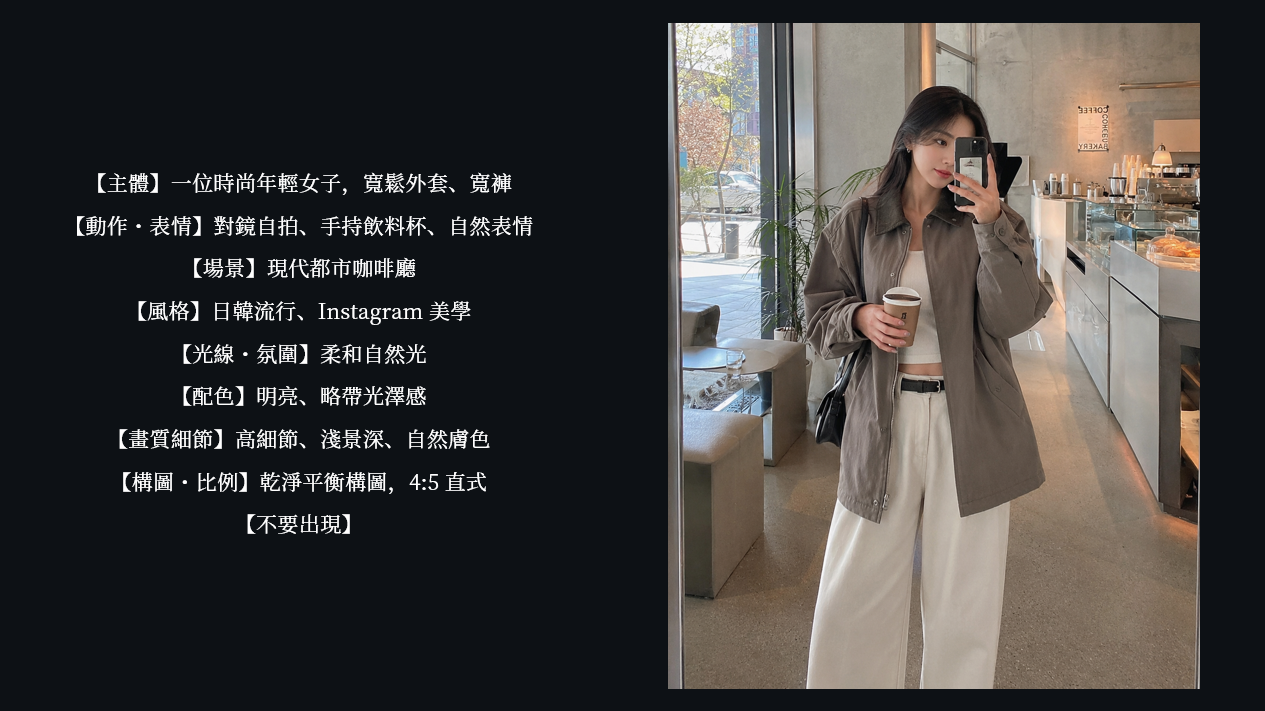 【主體】一位時尚年輕女子，寬鬆外套、寬褲
【動作・表情】對鏡自拍、手持飲料杯、自然表情
【場景】現代都市咖啡廳
【風格】日韓流行、Instagram 美學
【光線・氛圍】柔和自然光
【配色】明亮、略帶光澤感
【畫質細節】高細節、淺景深、自然膚色
【構圖・比例】乾淨平衡構圖，4:5 直式
【不要出現】
COFFEE
BAKERY